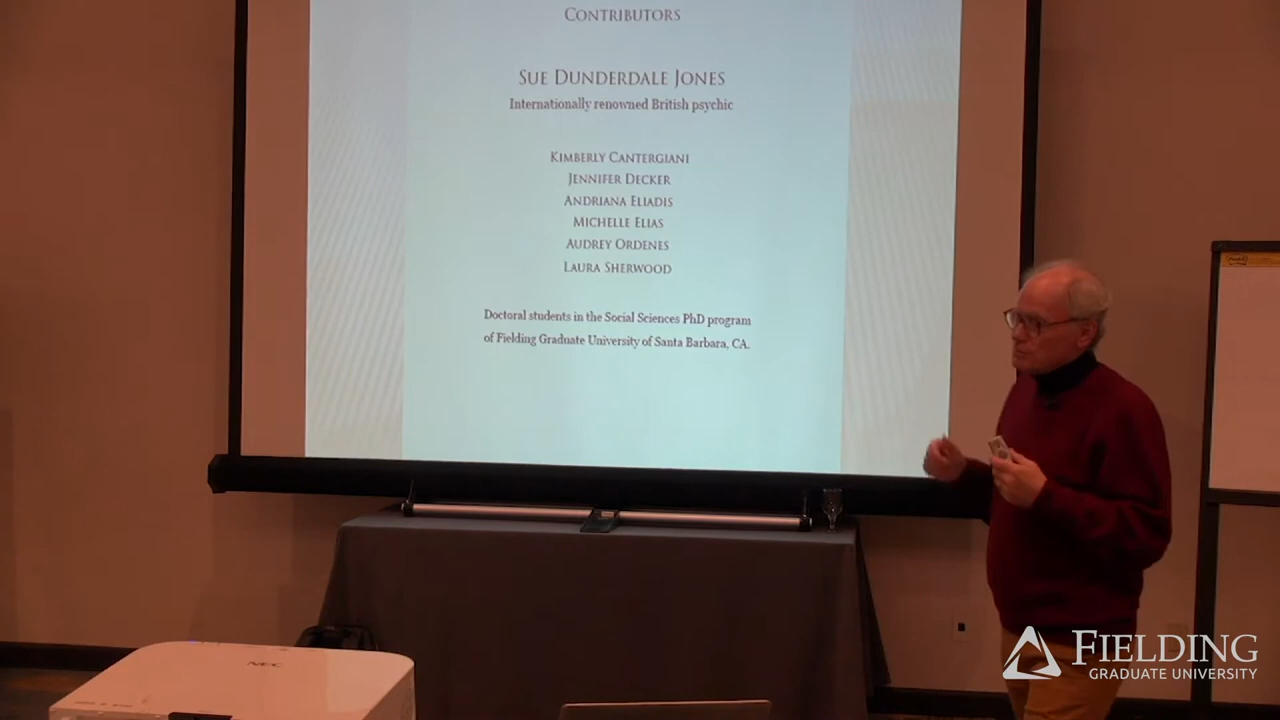 CONTRIBUTORS
SUE DUNDERDALE JONES
Internationally renowned British psychic
KIMBERLY CANTERGIANI
JENNIFER DECKER
ANDRIANA ELIADIS
MICHELLE ELIAS
AUDREY ORDENES
LAURA SHERWOOD
Doctoral students in the Social Sciences PhD program
of Fielding Graduate University of Santa Barbara, CA.
NEC
FIELDING
GRADUATE UNIVERSITY